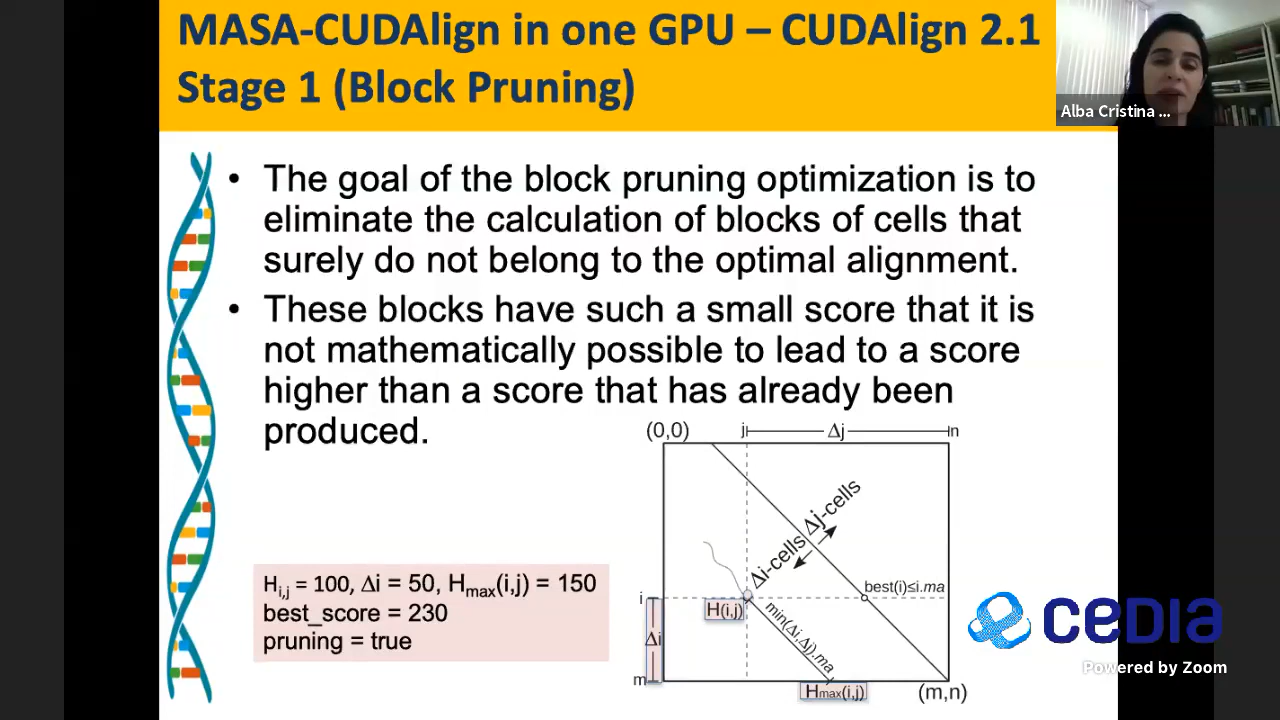 MASA-CUDAlign in one GPU – CUDAlign 2.1
Stage 1 (Block Pruning)
Alba Cristina ...
• The goal of the block pruning optimization is to
eliminate the calculation of blocks of cells that
surely do not belong to the optimal alignment.
• These blocks have such a small score that it is
not mathematically possible to lead to a score
higher than a score that has already been
produced.
(0,0)
j
Δj
n
Δi-cells
Δj-cells
best(i)≤i.ma
i
H(i,j)
min(Δi,Δj).ma
Δi
m
Hmax(i,j)
(m,n)
Hi,j = 100, Δi = 50, Hmax(i,j) = 150
best_score = 230
pruning = true
CEDIA
Powered by Zoom